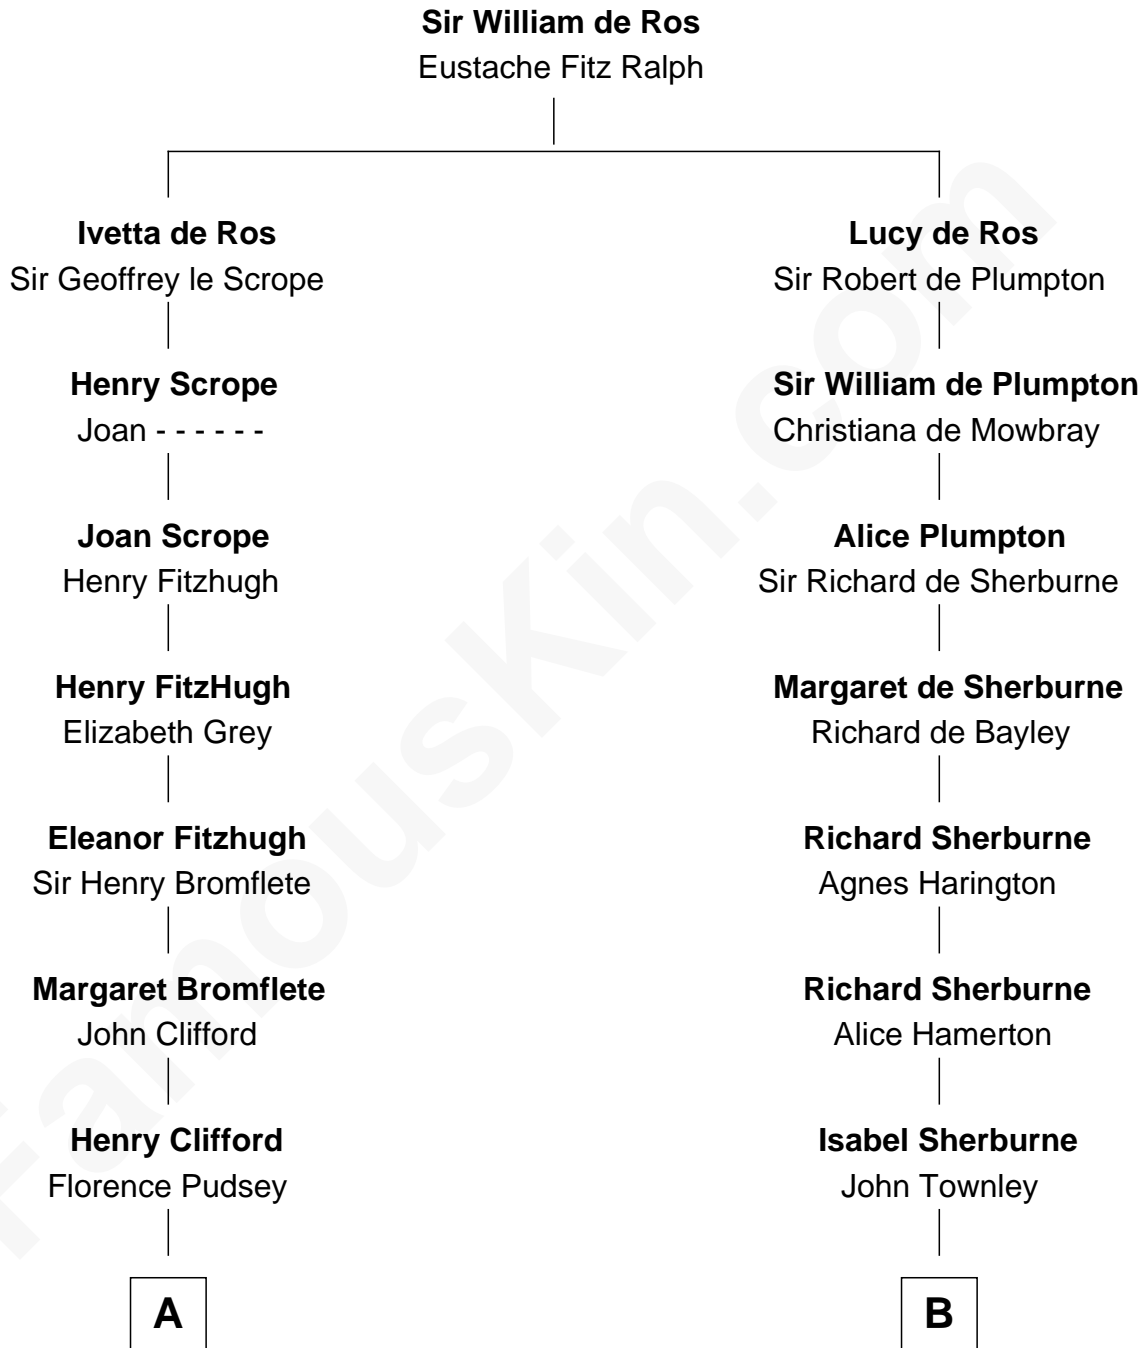 Sir William de Ros
Eustache Fitz Ralph
Ivetta de Ros
Sir Geoffrey le Scrope
Lucy de Ros
Sir Robert de Plumpton
Henry Scrope
Joan - - - - - -
Sir William de Plumpton
Christiana de Mowbray
Joan Scrope
Henry Fitzhugh
Alice Plumpton
Sir Richard de Sherburne
Henry FitzHugh
Elizabeth Grey
Margaret de Sherburne
Richard de Bayley
Eleanor Fitzhugh
Sir Henry Bromflete
Richard Sherburne
Agnes Harington
Margaret Bromflete
John Clifford
Richard Sherburne
Alice Hamerton
Henry Clifford
Florence Pudsey
Isabel Sherburne
John Townley
A
B
FamousKin.com